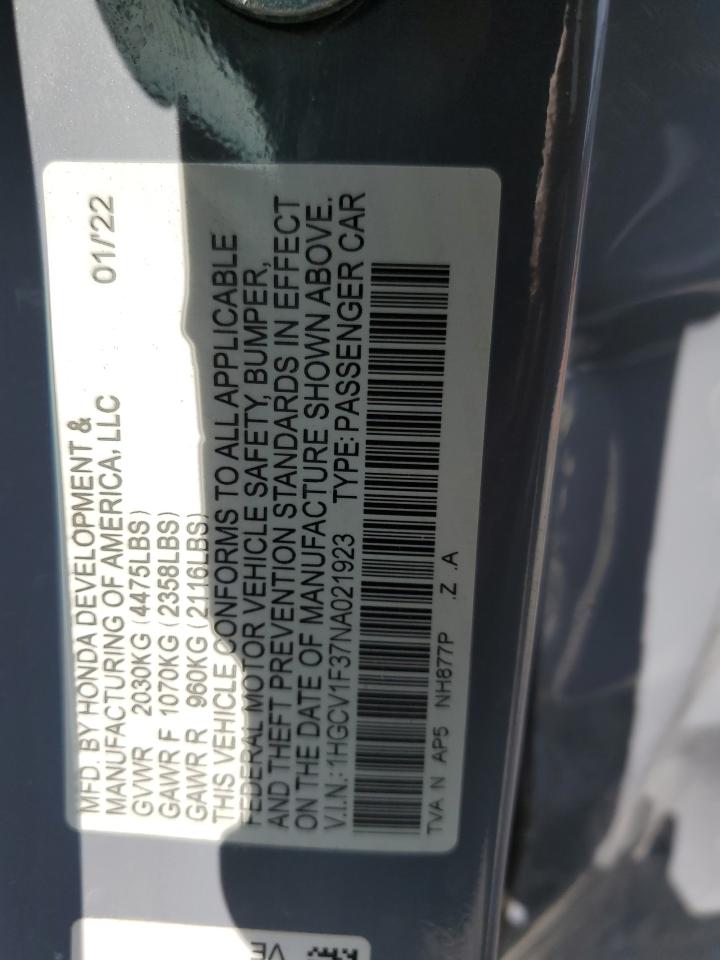 MFD. BY HONDA DEVELOPMENT &
MANUFACTURING OF AMERICA, LLC 01/'22
GVWR 2030KG (4475LBS)
GAWR F 1070KG (2358LBS)
GAWR R 960KG (2116LBS)
THIS VEHICLE CONFORMS TO ALL APPLICABLE
FEDERAL MOTOR VEHICLE SAFETY, BUMPER,
AND THEFT PREVENTION STANDARDS IN EFFECT
ON THE DATE OF MANUFACTURE SHOWN ABOVE.
V.I.N.:1HGCV1F37NA021923 TYPE:PASSENGER CAR
TVA N AP5 NH877P .Z .A
VE